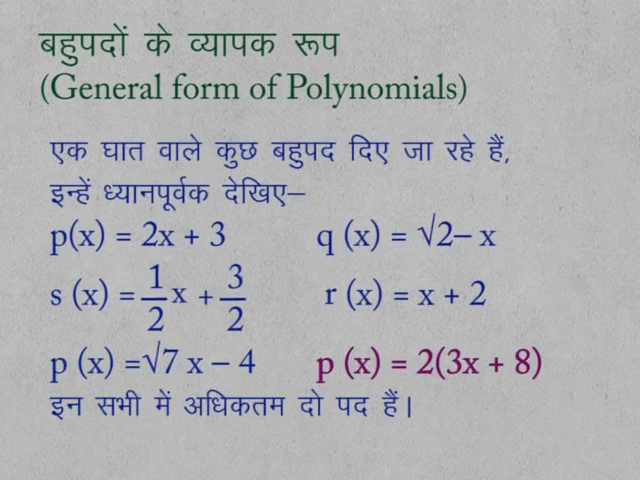 बहुपदों के व्यापक रूप
(General form of Polynomials)
एक घात वाले कुछ बहुपद दिए जा रहे हैं,
इन्हें ध्यानपूर्वक देखिए–
p(x) = 2x + 3 q (x) = √2– x
s (x) = 1/2 x + 3/2 r (x) = x + 2
p (x) =√7 x – 4 p (x) = 2(3x + 8)
इन सभी में अधिकतम दो पद हैं।